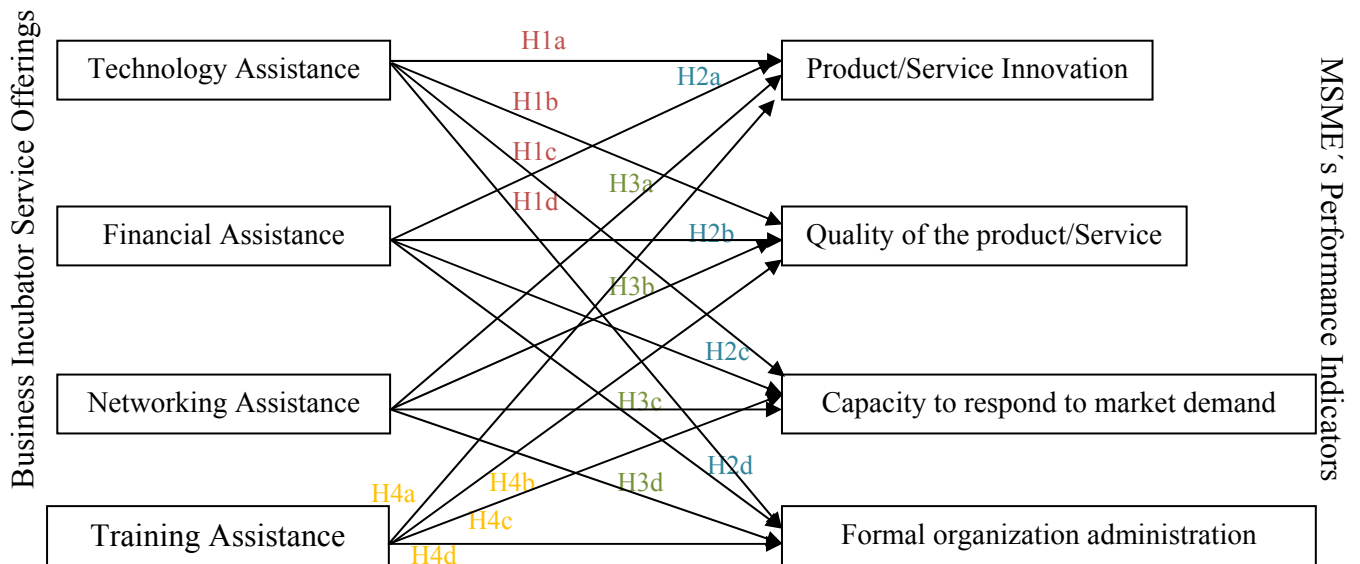 Business Incubator Service Offerings
Technology Assistance
Financial Assistance
Networking Assistance
Training Assistance
H1a
H2a
H1b
H1c
H3a
H1d
H2b
H3b
H2c
H3c
H2d
H3d
H4b
H4a
H4c
H4d
Product/Service Innovation
Quality of the product/Service
Capacity to respond to market demand
Formal organization administration
MSME´s Performance Indicators